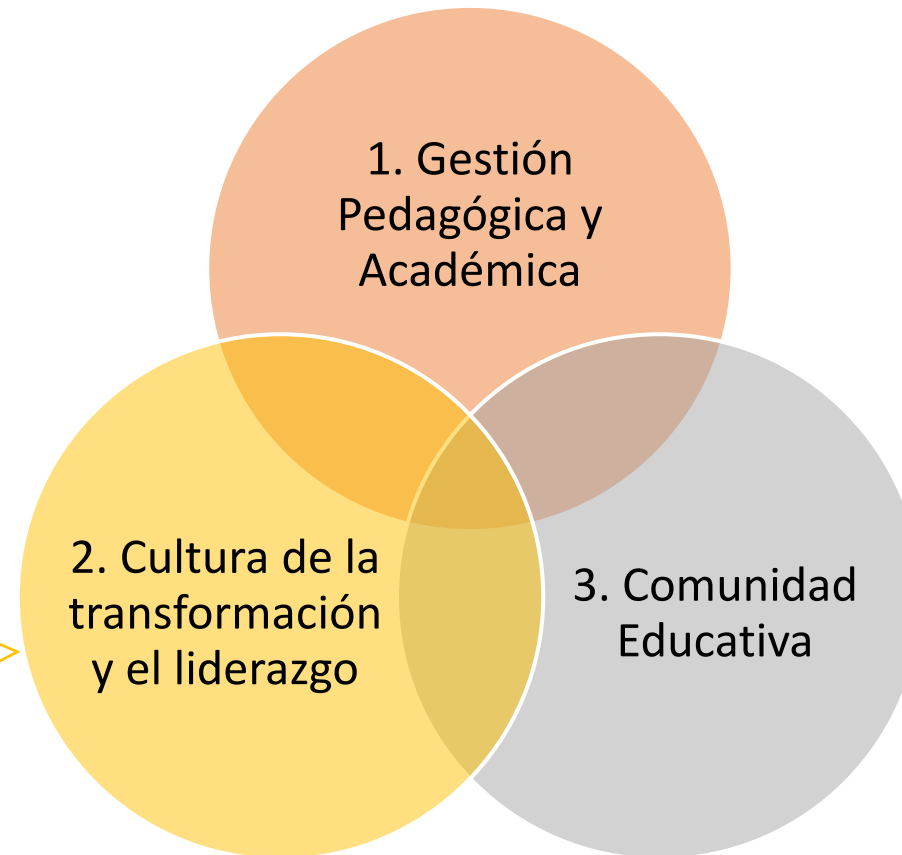 1. Gestión
Pedagógica y
Académica
2. Cultura de la
transformación
y el liderazgo
3. Comunidad
Educativa